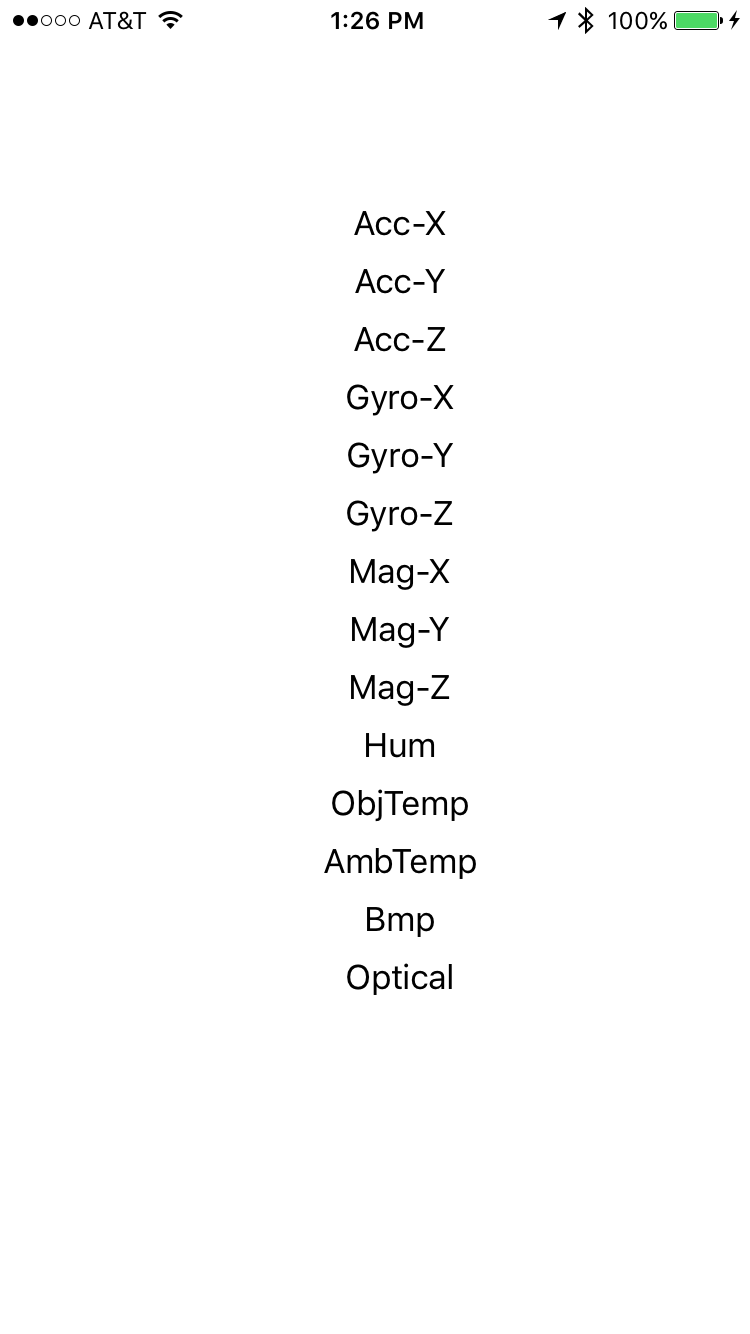 AT&T 1:26 PM 100%
Acc-X
Acc-Y
Acc-Z
Gyro-X
Gyro-Y
Gyro-Z
Mag-X
Mag-Y
Mag-Z
Hum
ObjTemp
AmbTemp
Bmp
Optical